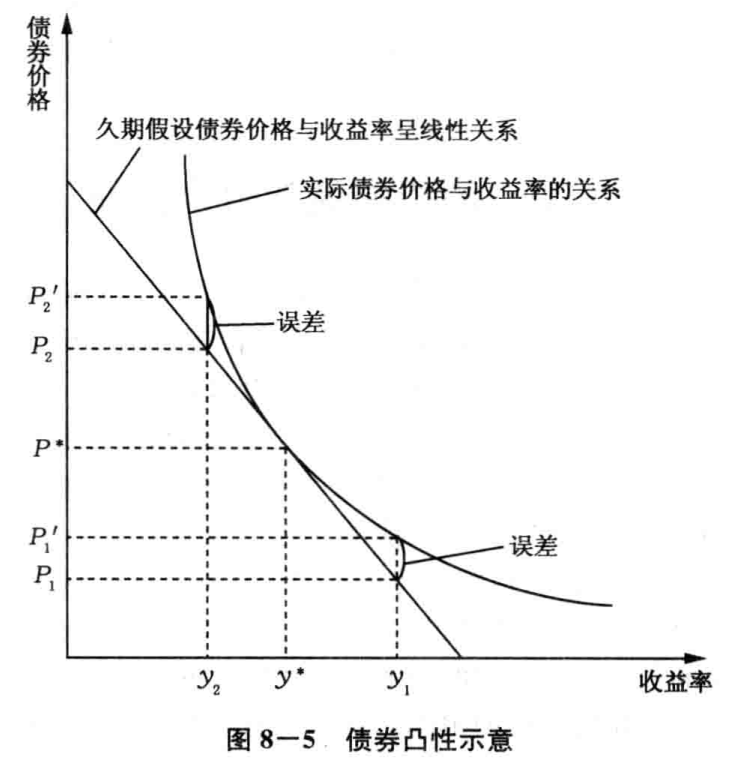 债券价格
久期假设债券价格与收益率呈线性关系
实际债券价格与收益率的关系
P₂′
误差
P₂
P*
P₁′
误差
P₁
y₂ y* y₁
收益率
图 8—5 债券凸性示意